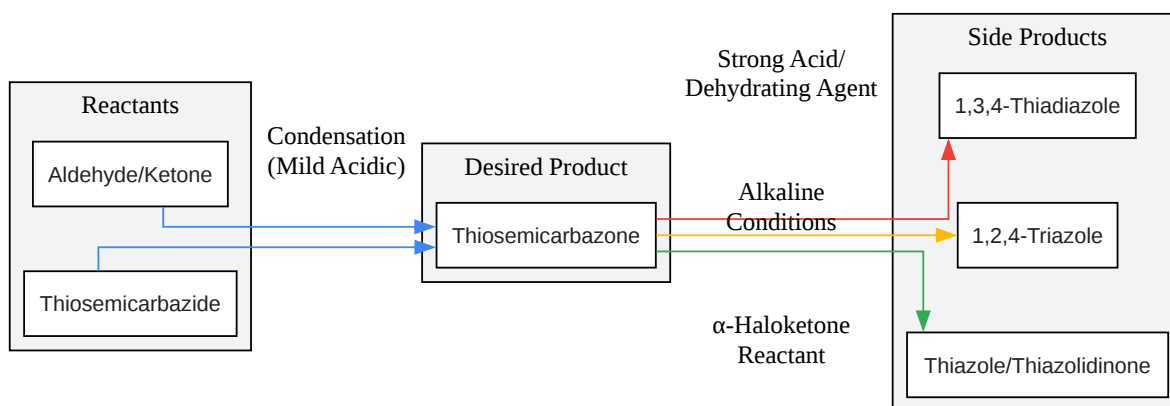 Reactants
Aldehyde/Ketone
Thiosemicarbazide
Condensation
(Mild Acidic)
Desired Product
Thiosemicarbazone
Strong Acid/
Dehydrating Agent
Alkaline
Conditions
α-Haloketone
Reactant
Side Products
1,3,4-Thiadiazole
1,2,4-Triazole
Thiazole/Thiazolidinone